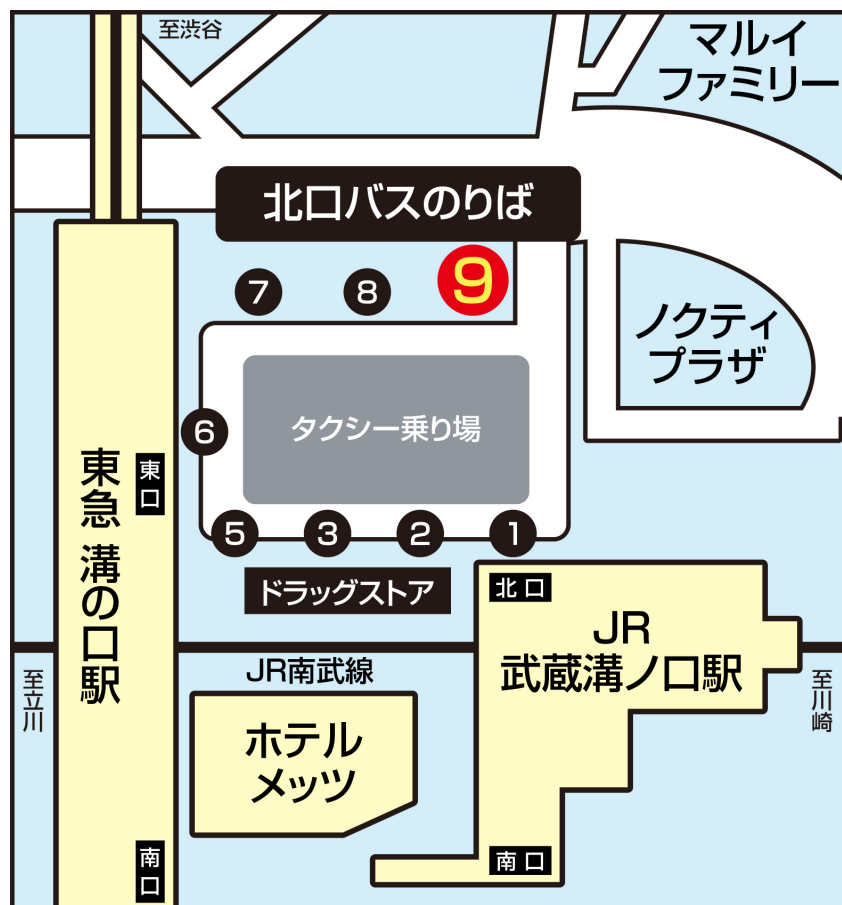 至渋谷
マルイ
ファミリー
北口バスのりば
7
8
9
ノクティ
プラザ
6
タクシー乗り場
東口
東急 溝の口駅
5
3
2
1
ドラッグストア
北口
JR
武蔵溝ノ口駅
JR南武線
至立川
至川崎
ホテル
メッツ
南口
南口